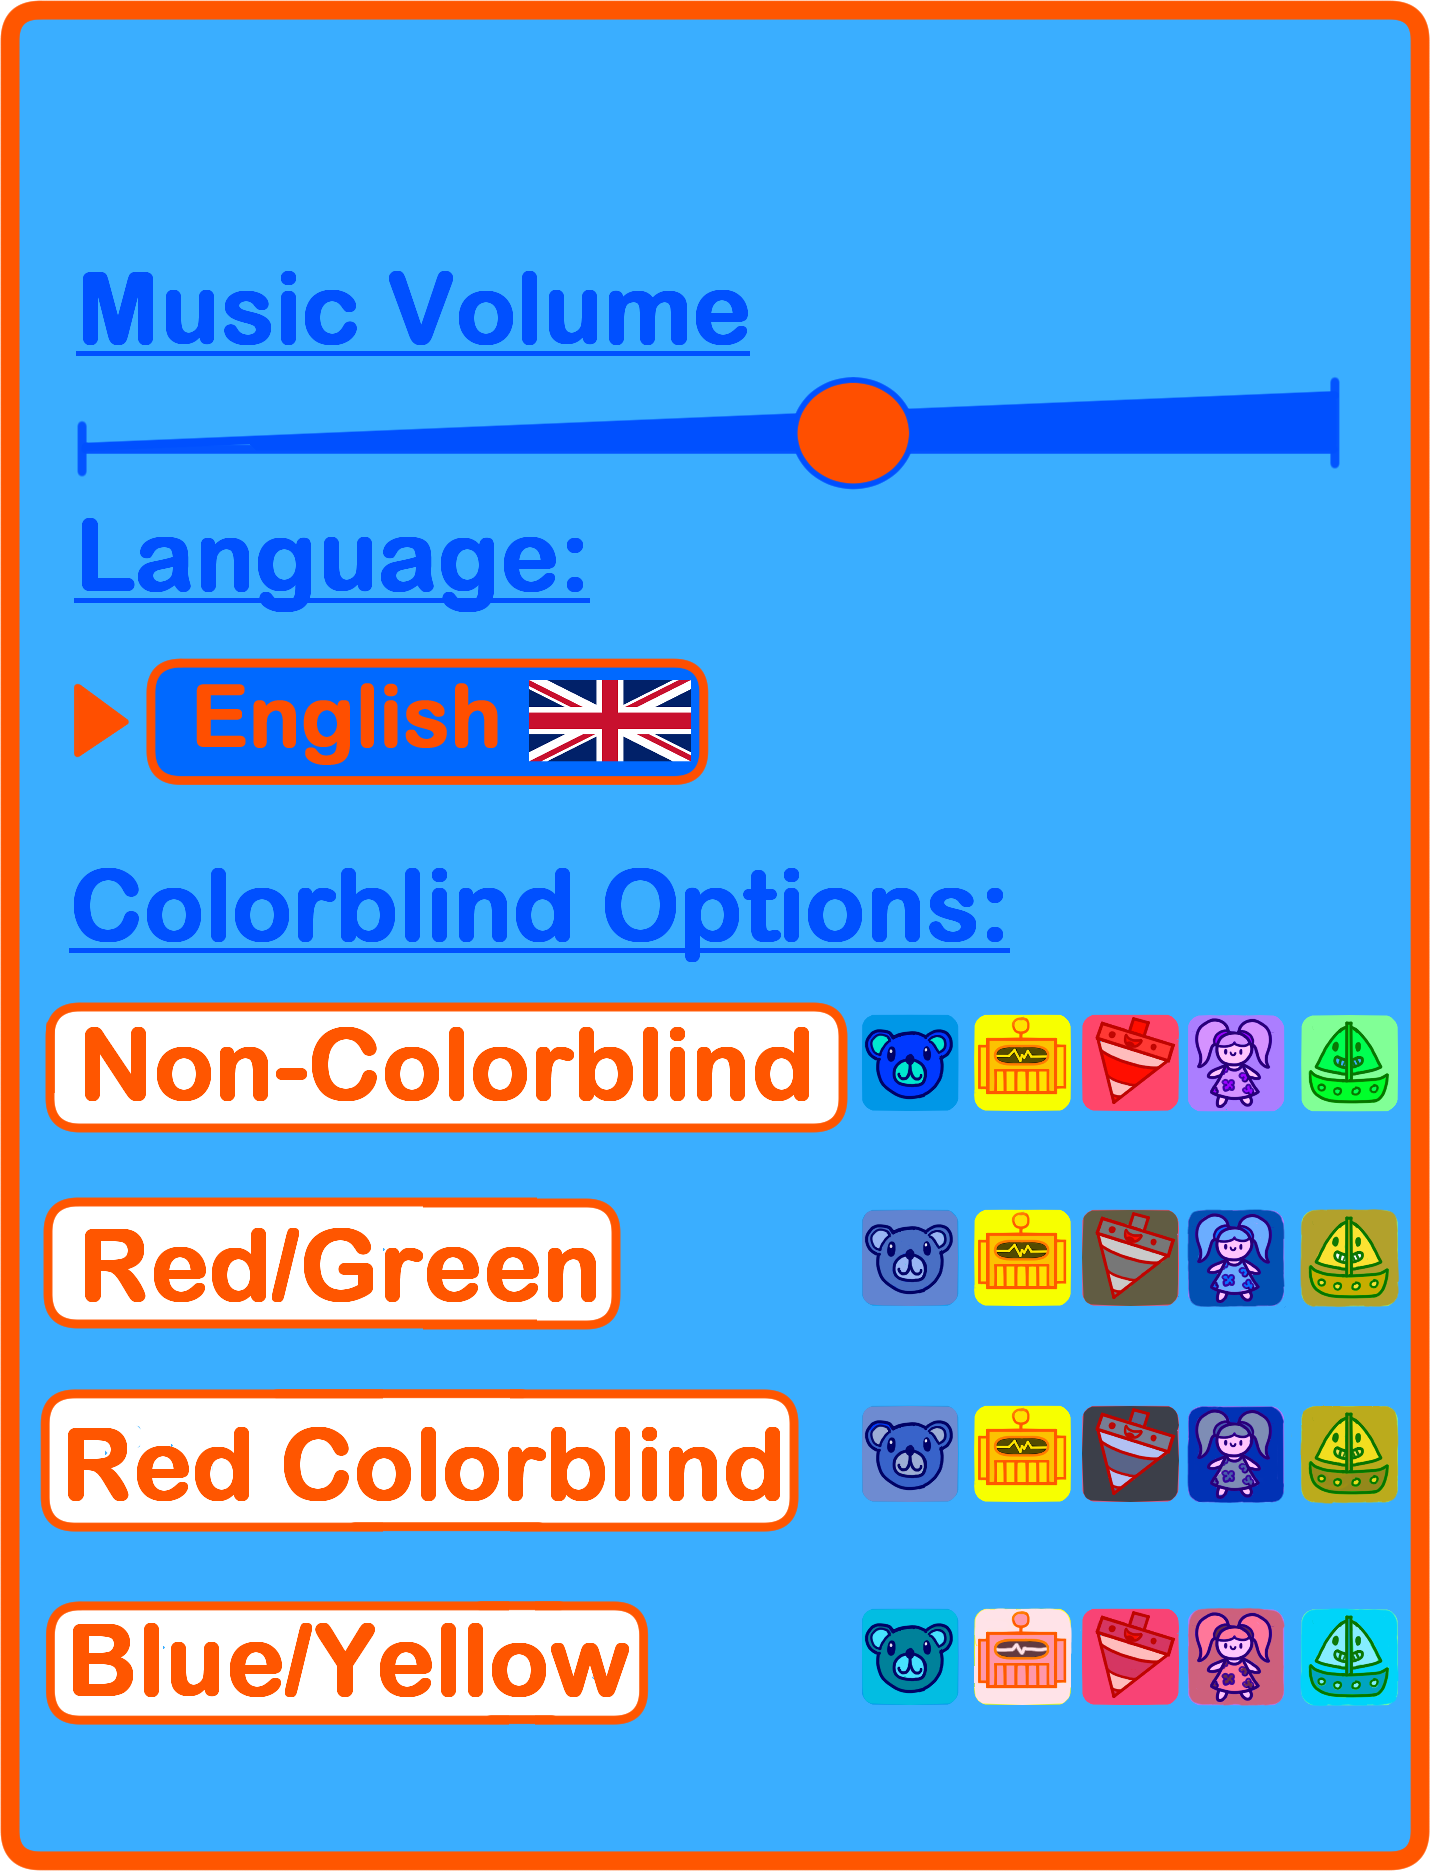 Music Volume
Language:
English
Colorblind Options:
Non-Colorblind
Red/Green
Red Colorblind
Blue/Yellow